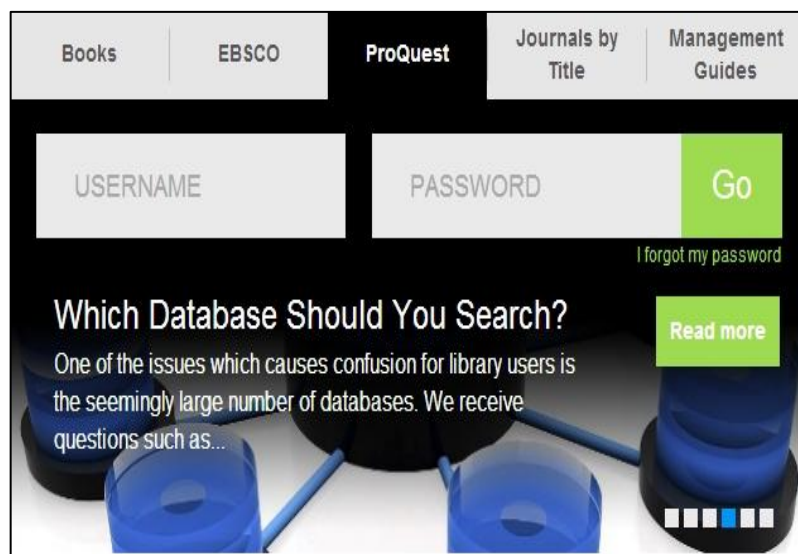 Books
EBSCO
ProQuest
Journals by
Title
Management
Guides
USERNAME
PASSWORD
Go
I forgot my password
Which Database Should You Search?
Read more
One of the issues which causes confusion for library users is
the seemingly large number of databases. We receive
questions such as...